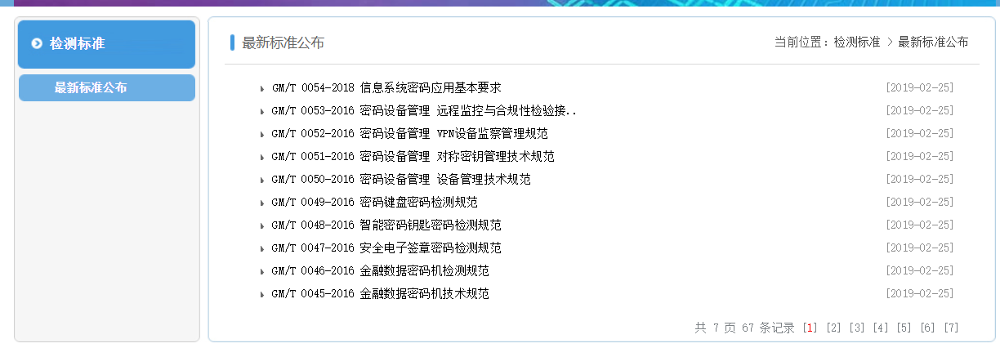 检测标准
最新标准公布
最新标准公布
当前位置：检测标准 > 最新标准公布
GM/T 0054-2018 信息系统密码应用基本要求 [2019-02-25]
GM/T 0053-2016 密码设备管理 远程监控与合规性检验接.. [2019-02-25]
GM/T 0052-2016 密码设备管理 VPN设备监察管理规范 [2019-02-25]
GM/T 0051-2016 密码设备管理 对称密钥管理技术规范 [2019-02-25]
GM/T 0050-2016 密码设备管理 设备管理技术规范 [2019-02-25]
GM/T 0049-2016 密码键盘密码检测规范 [2019-02-25]
GM/T 0048-2016 智能密码钥匙密码检测规范 [2019-02-25]
GM/T 0047-2016 安全电子签章密码检测规范 [2019-02-25]
GM/T 0046-2016 金融数据密码机检测规范 [2019-02-25]
GM/T 0045-2016 金融数据密码机技术规范 [2019-02-25]
共 7 页 67 条记录 [1] [2] [3] [4] [5] [6] [7]